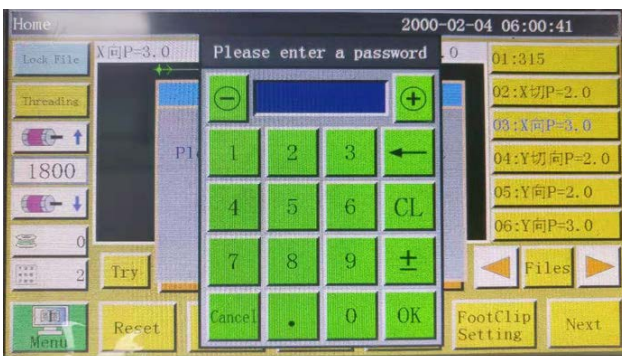 Home
2000-02-04 06:00:41
Lock File
X向P=3.0
Please enter a password
.0
01:315
Threading
02:X切P=2.0
03:X向P=3.0
1800
Pl
1
2
3
04:Y切向P=2.0
4
5
6
CL
05:Y向P=2.0
0
06:Y向P=3.0
2
Try
7
8
9
±
Files
Menu
Reset
Cancel
.
0
OK
FootClip
Setting
Next